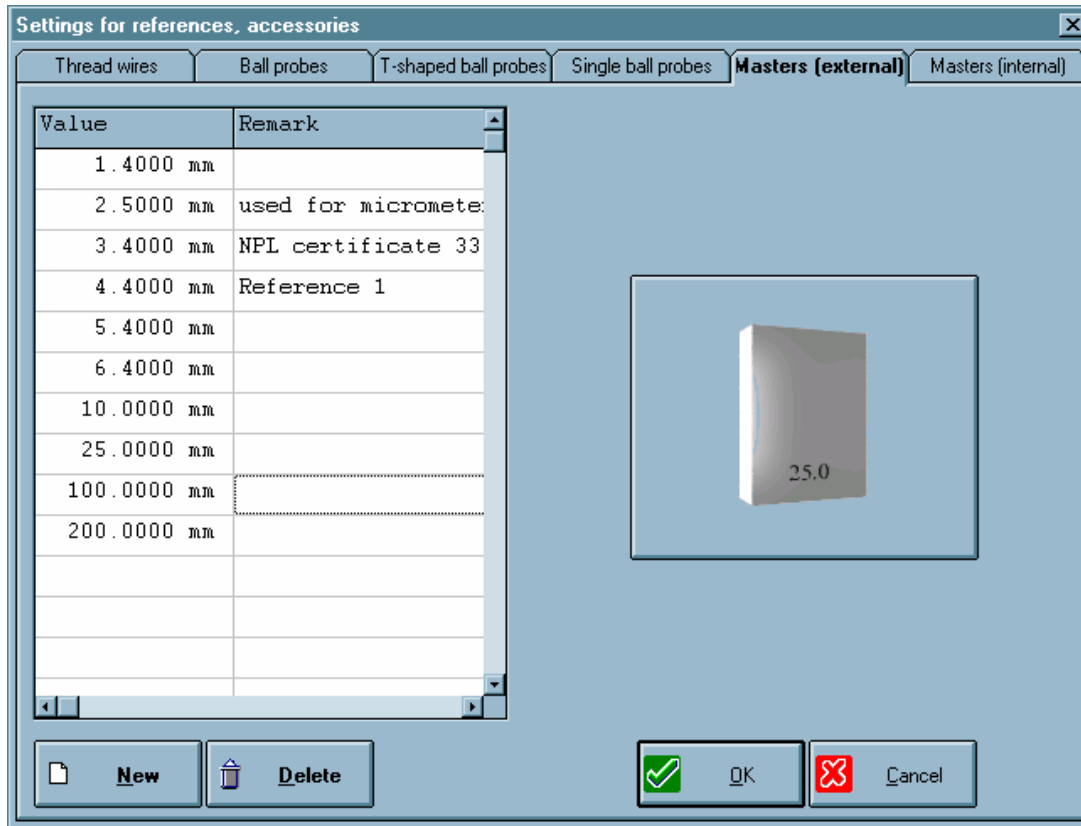 Settings for references, accessories
Thread wires Ball probes T-shaped ball probes Single ball probes Masters (external) Masters (internal)
Value Remark
1.4000 mm
2.5000 mm used for micrometer
3.4000 mm NPL certificate 33
4.4000 mm Reference 1
5.4000 mm
6.4000 mm
10.0000 mm
25.0000 mm
100.0000 mm
200.0000 mm
25.0
New Delete OK Cancel